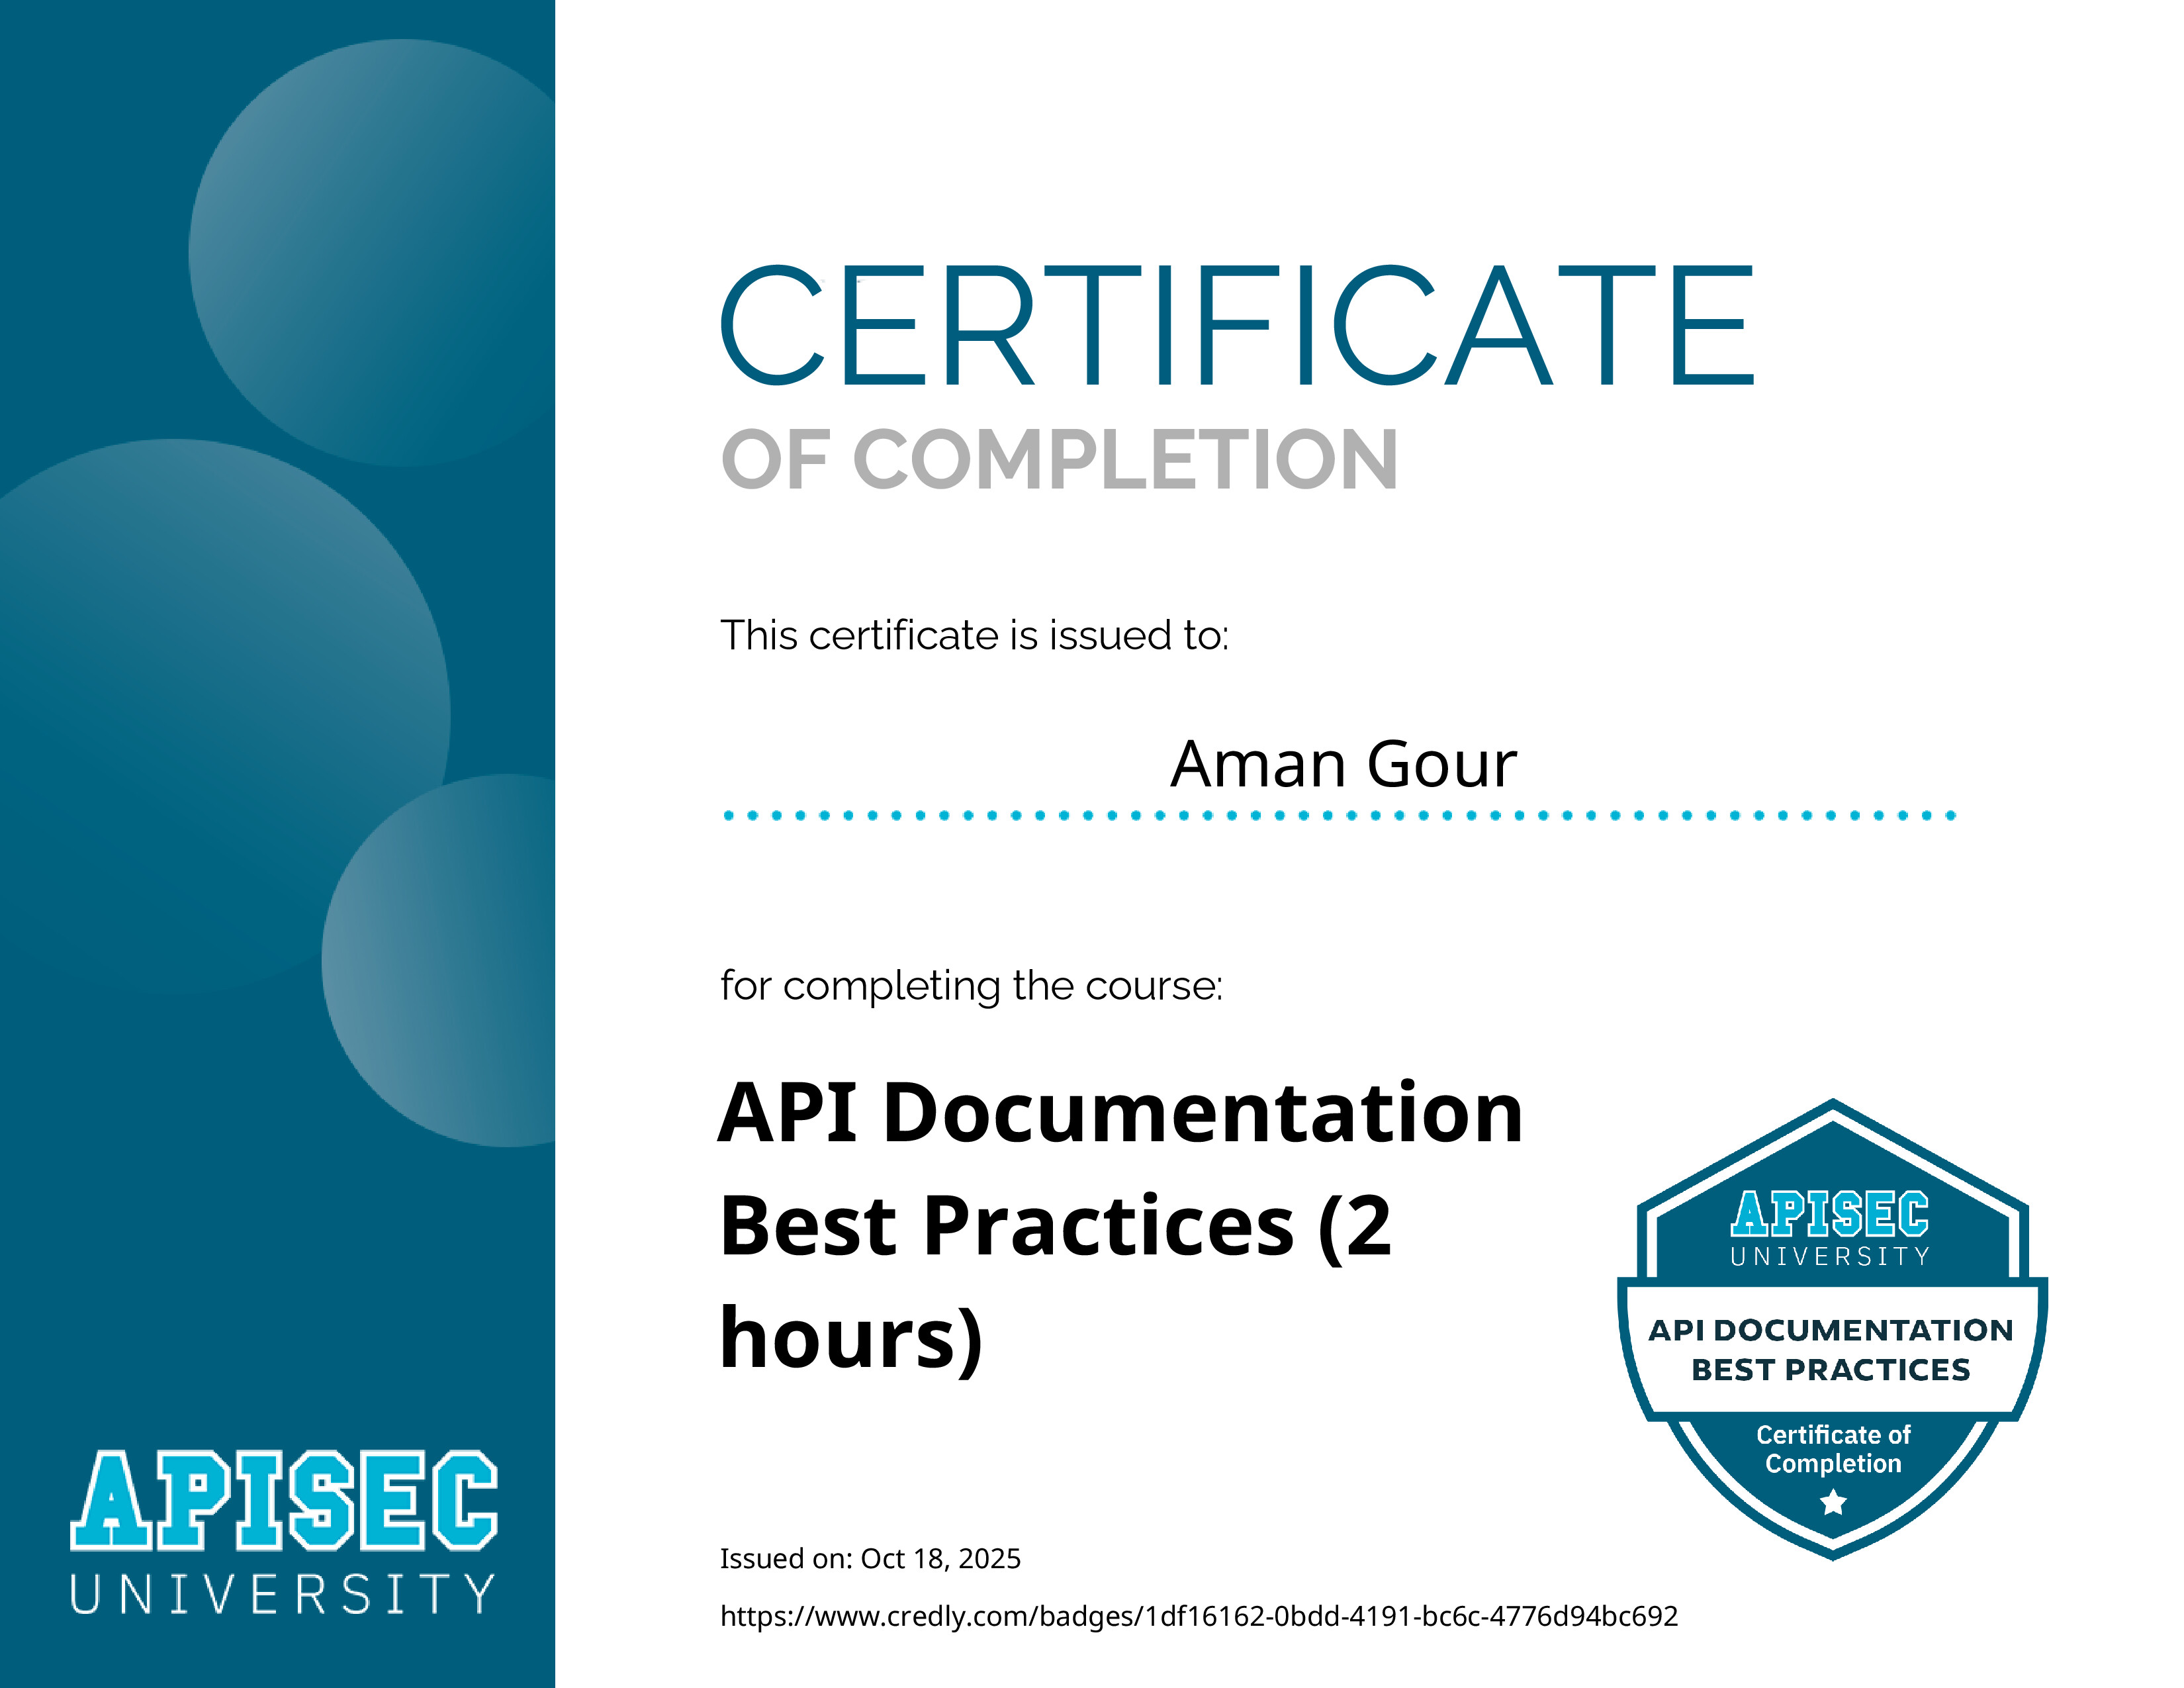 CERTIFICATE
OF COMPLETION
This certificate is issued to:
Aman Gour
for completing the course:
API Documentation
Best Practices (2
hours)
APISEC
UNIVERSITY
API DOCUMENTATION
BEST PRACTICES
Certificate of
Completion
Issued on: Oct 18, 2025
https://www.credly.com/badges/1df16162-0bdd-4191-bc6c-4776d94bc692
APISEC
UNIVERSITY